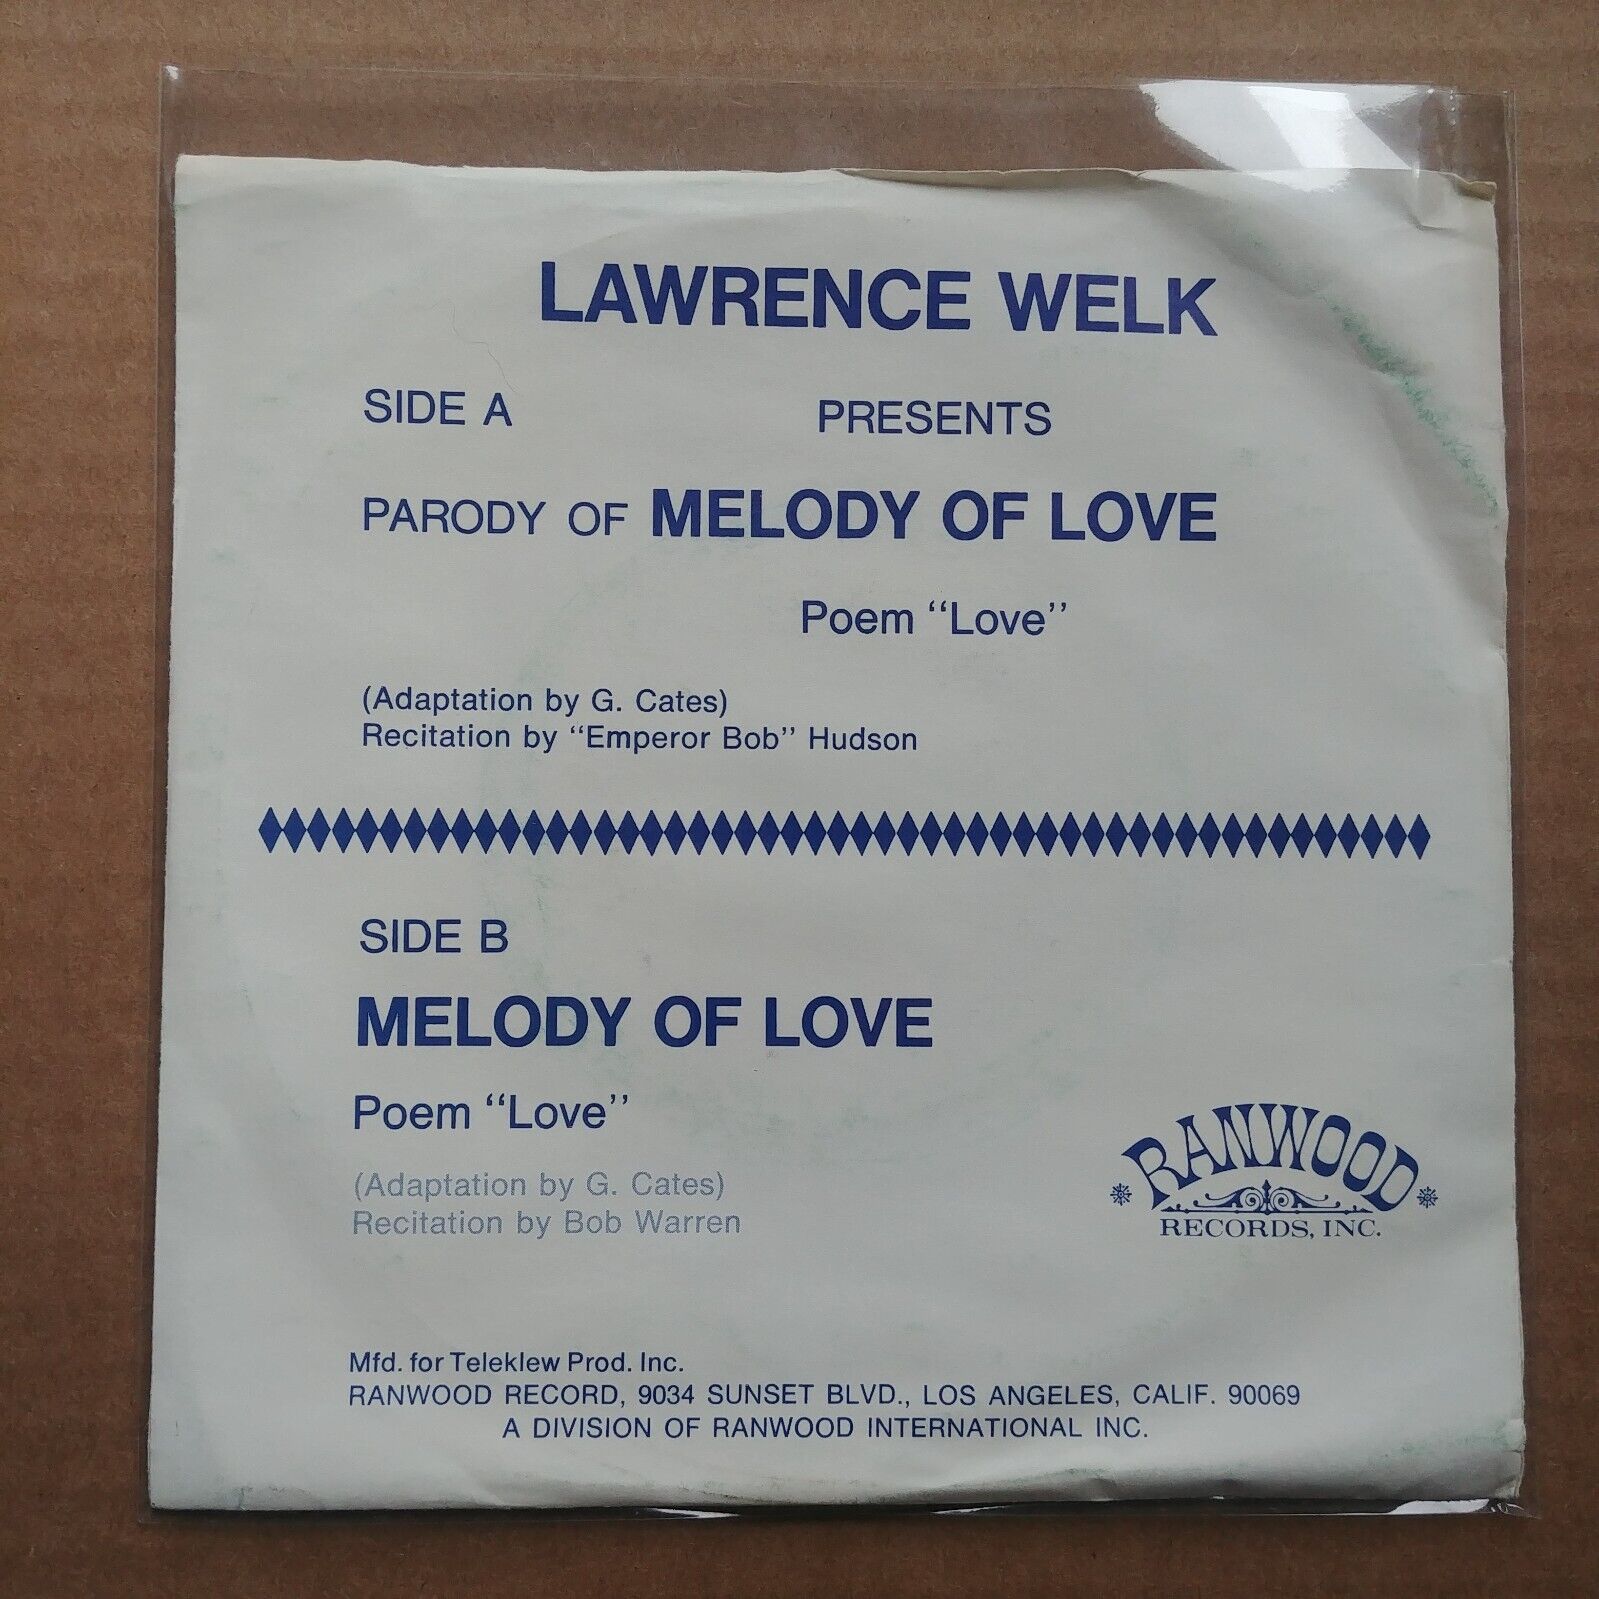 LAWRENCE WELK
SIDE A PRESENTS
PARODY OF MELODY OF LOVE
Poem “Love”
(Adaptation by G. Cates)
Recitation by “Emperor Bob” Hudson
SIDE B
MELODY OF LOVE
Poem “Love”
(Adaptation by G. Cates)
Recitation by Bob Warren
RANWOOD
RECORDS, INC.
Mfd. for Teleklew Prod. Inc.
RANWOOD RECORD, 9034 SUNSET BLVD., LOS ANGELES, CALIF. 90069
A DIVISION OF RANWOOD INTERNATIONAL INC.